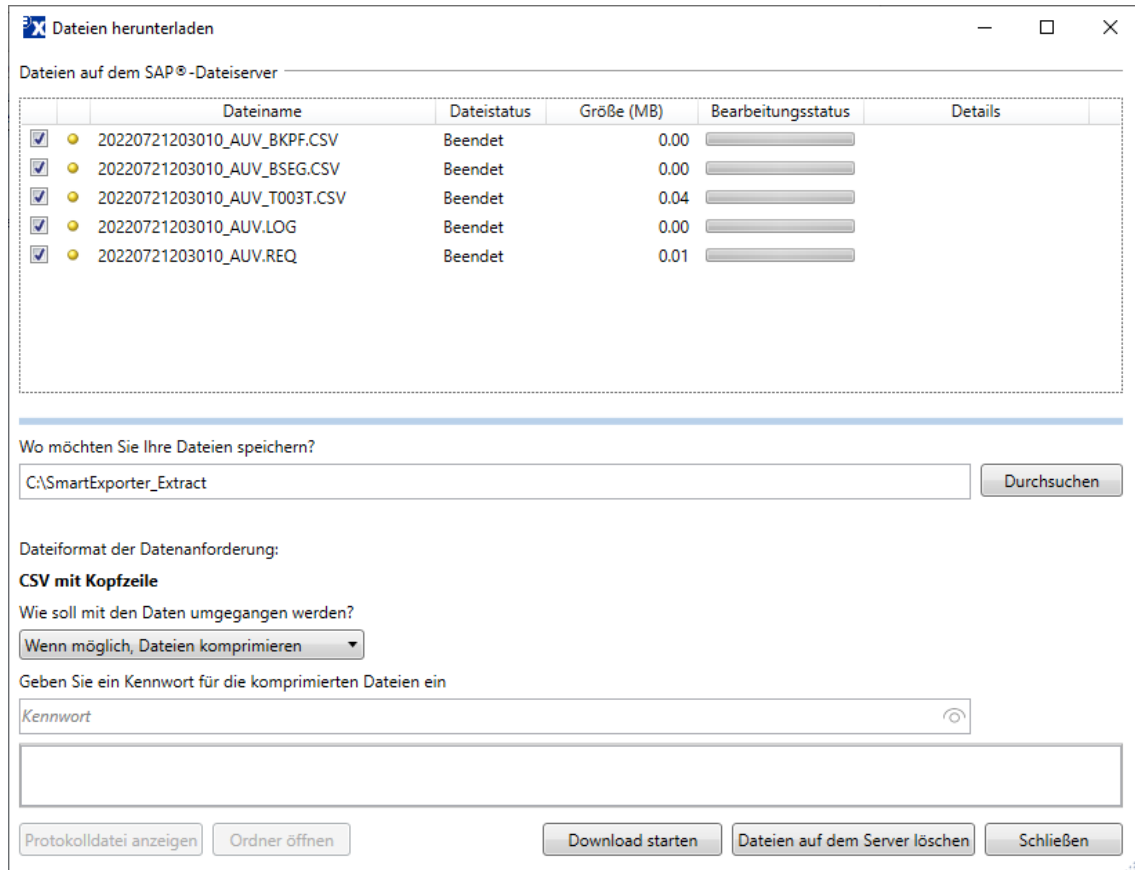 Dateien herunterladen
Dateien auf dem SAP®-Dateiserver
Dateiname Dateistatus Größe (MB) Bearbeitungsstatus Details
20220721203010_AUV_BKPF.CSV Beendet 0.00
20220721203010_AUV_BSEG.CSV Beendet 0.00
20220721203010_AUV_T003T.CSV Beendet 0.04
20220721203010_AUV.LOG Beendet 0.00
20220721203010_AUV.REQ Beendet 0.01
Wo möchten Sie Ihre Dateien speichern?
C:\SmartExporter_Extract Durchsuchen
Dateiformat der Datenanforderung:
CSV mit Kopfzeile
Wie soll mit den Daten umgegangen werden?
Wenn möglich, Dateien komprimieren
Geben Sie ein Kennwort für die komprimierten Dateien ein
Kennwort
Protokolldatei anzeigen Ordner öffnen Download starten Dateien auf dem Server löschen Schließen